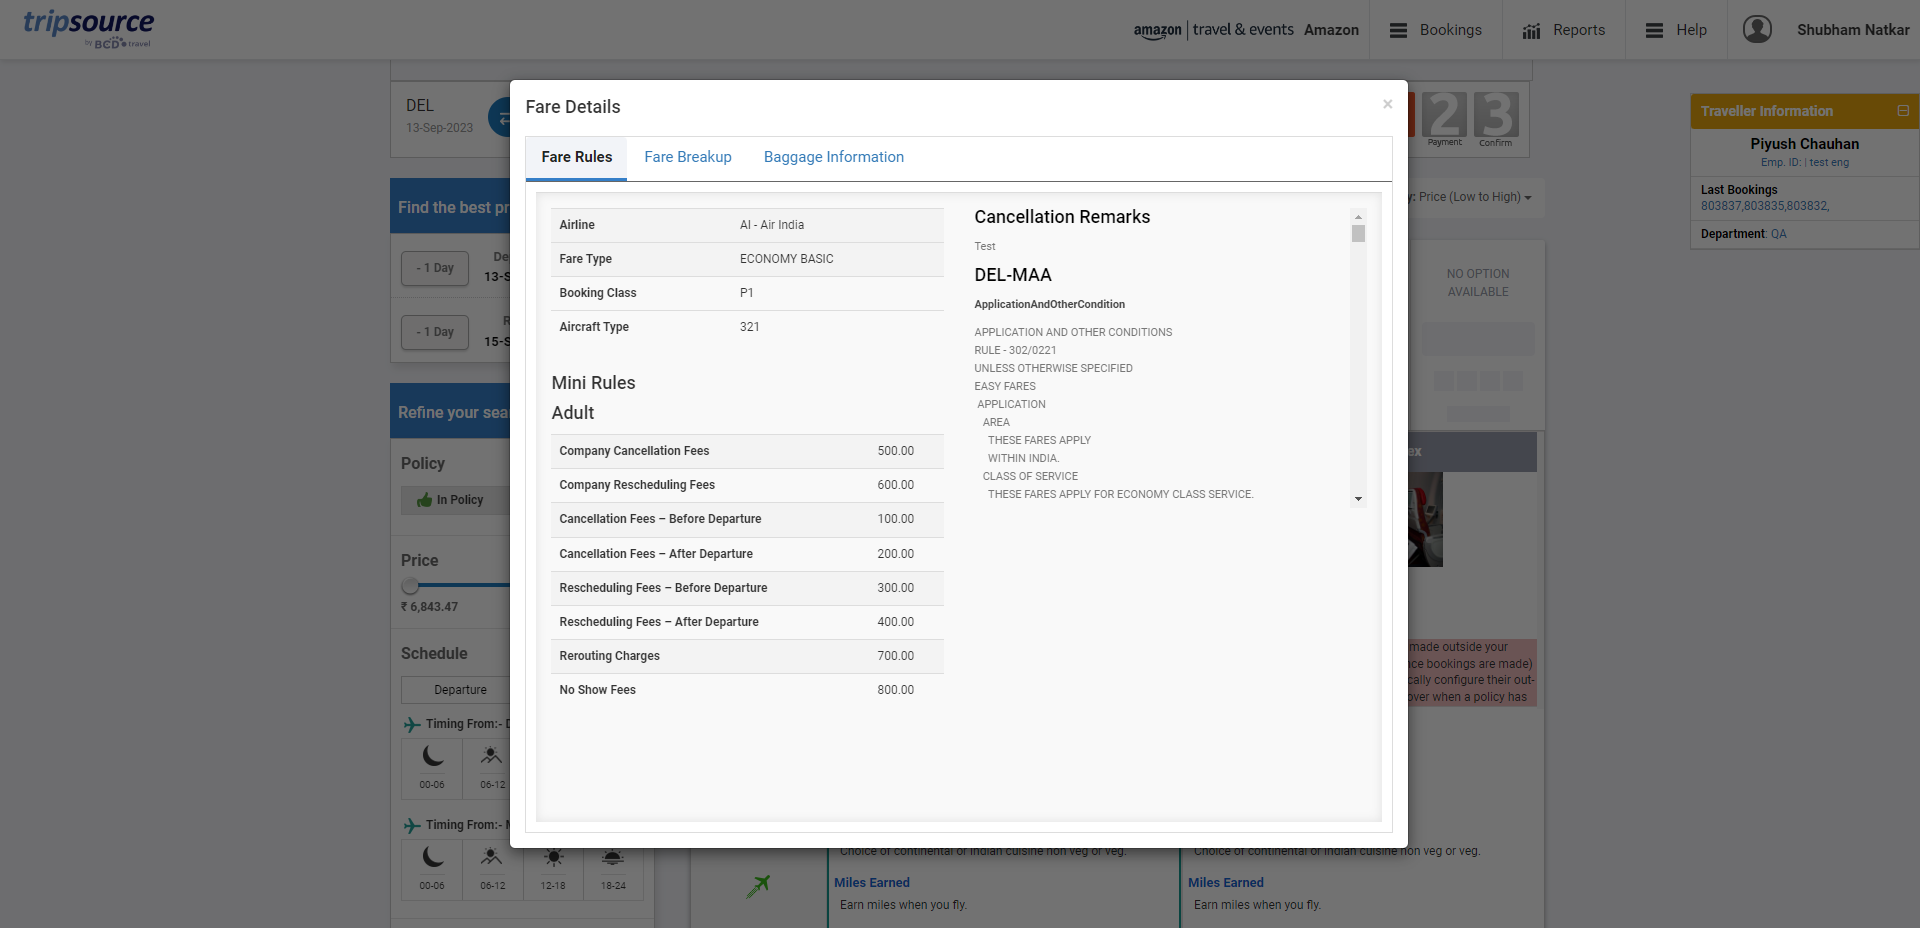 tripsource
by BCD travel
amazon | travel & events Amazon
Bookings
Reports
Help
Shubham Natkar
DEL
13-Sep-2023
2
Payment
3
Confirm
Traveller Information
Piyush Chauhan
Emp. ID: | test eng
Last Bookings
803837,803835,803832,
Department: QA
Find the best pr
- 1 Day
De
13-S
- 1 Day
R
15-S
y: Price (Low to High)
NO OPTION
AVAILABLE
Refine your sea
Policy
In Policy
Price
₹ 6,843.47
Schedule
Departure
Timing From:- D
00-06
06-12
Timing From:- M
00-06
06-12
12-18
18-24
Fare Details
×
Fare Rules
Fare Breakup
Baggage Information
Airline AI - Air India
Fare Type ECONOMY BASIC
Booking Class P1
Aircraft Type 321
Mini Rules
Adult
Company Cancellation Fees 500.00
Company Rescheduling Fees 600.00
Cancellation Fees – Before Departure 100.00
Cancellation Fees – After Departure 200.00
Rescheduling Fees – Before Departure 300.00
Rescheduling Fees – After Departure 400.00
Rerouting Charges 700.00
No Show Fees 800.00
Cancellation Remarks
Test
DEL-MAA
ApplicationAndOtherCondition
APPLICATION AND OTHER CONDITIONS
RULE - 302/0221
UNLESS OTHERWISE SPECIFIED
EASY FARES
APPLICATION
AREA
THESE FARES APPLY
WITHIN INDIA.
CLASS OF SERVICE
THESE FARES APPLY FOR ECONOMY CLASS SERVICE.
ex
made outside your
nce bookings are made)
cally configure their out-
over when a policy has
Choice of continental or indian cuisine non veg or veg.
Miles Earned
Earn miles when you fly.
Choice of continental or indian cuisine non veg or veg.
Miles Earned
Earn miles when you fly.